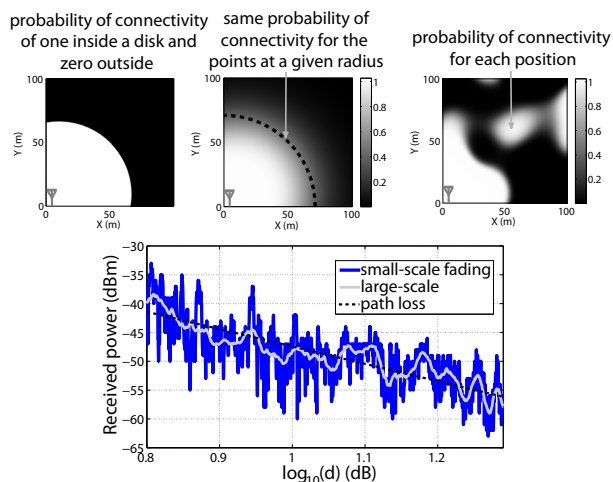 probability of connectivity
of one inside a disk and
zero outside
same probability of
connectivity for the
points at a given radius
probability of connectivity
for each position
100
50
0
0
50
100
Y (m)
X (m)
100
50
0
0
50
100
Y (m)
X (m)
1
0.8
0.6
0.4
0.2
100
50
0
0
50
100
Y (m)
X (m)
1
0.8
0.6
0.4
0.2
−30
−35
−40
−45
−50
−55
−60
−65
Received power (dBm)
small-scale fading
large-scale
path loss
0.8
0.9
1
1.1
1.2
log10(d) (dB)